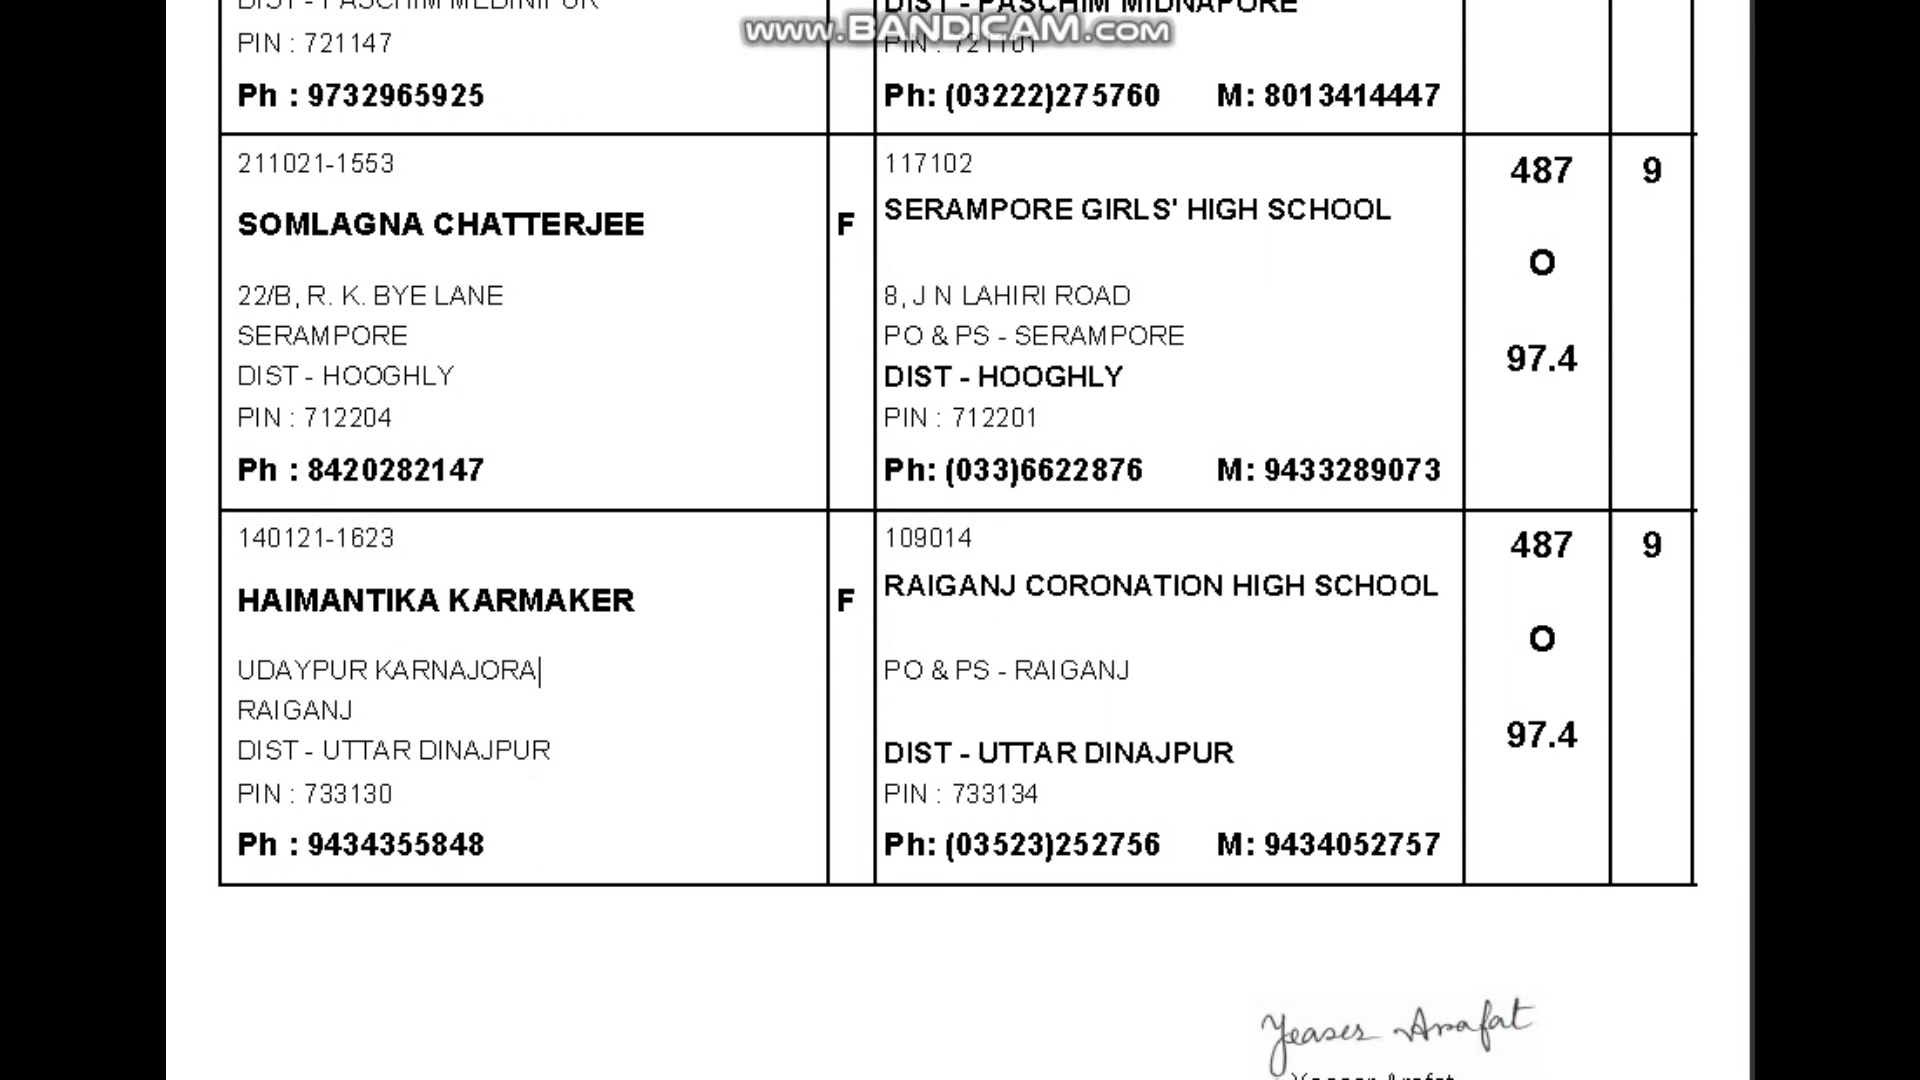 DIST - PASCHIM MEDINIPUR
DIST - PASCHIM MIDNAPORE
www.BANDICAM.com
PIN : 721147
PIN : 721101
Ph : 9732965925
Ph: (03222)275760 M: 8013414447
211021-1553
SOMLAGNA CHATTERJEE
22/B, R. K. BYE LANE
SERAMPORE
DIST - HOOGHLY
PIN : 712204
Ph : 8420282147
F
117102
SERAMPORE GIRLS' HIGH SCHOOL
8, J N LAHIRI ROAD
PO & PS - SERAMPORE
DIST - HOOGHLY
PIN : 712201
Ph: (033)6622876 M: 9433289073
487
O
97.4
9
140121-1623
HAIMANTIKA KARMAKER
UDAYPUR KARNAJORA
RAIGANJ
DIST - UTTAR DINAJPUR
PIN : 733130
Ph : 9434355848
F
109014
RAIGANJ CORONATION HIGH SCHOOL
PO & PS - RAIGANJ
DIST - UTTAR DINAJPUR
PIN : 733134
Ph: (03523)252756 M: 9434052757
487
O
97.4
9
Yeaser Arafat
Yeaser Arafat